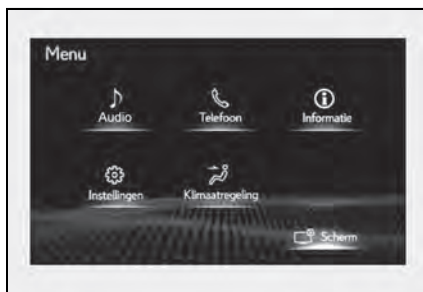 Menu
Audio Telefoon Informatie
Instellingen Klimaatregeling
Scherm